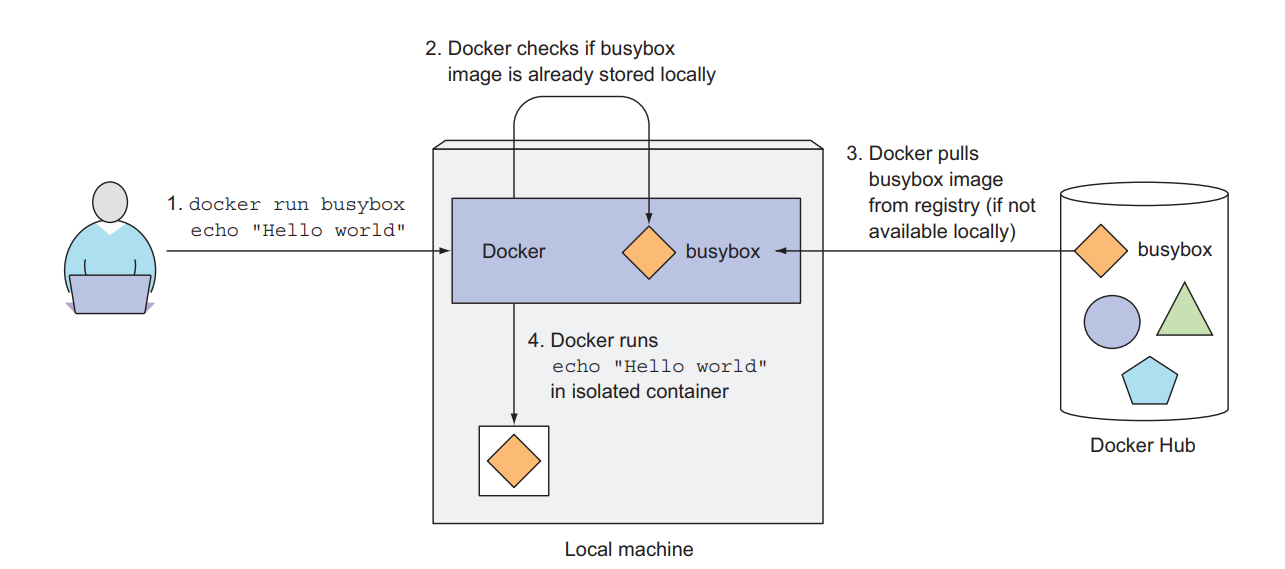 2. Docker checks if busybox
image is already stored locally
1. docker run busybox
echo "Hello world"
3. Docker pulls
busybox image
from registry (if not
available locally)
Docker
busybox
busybox
4. Docker runs
echo "Hello world"
in isolated container
Docker Hub
Local machine